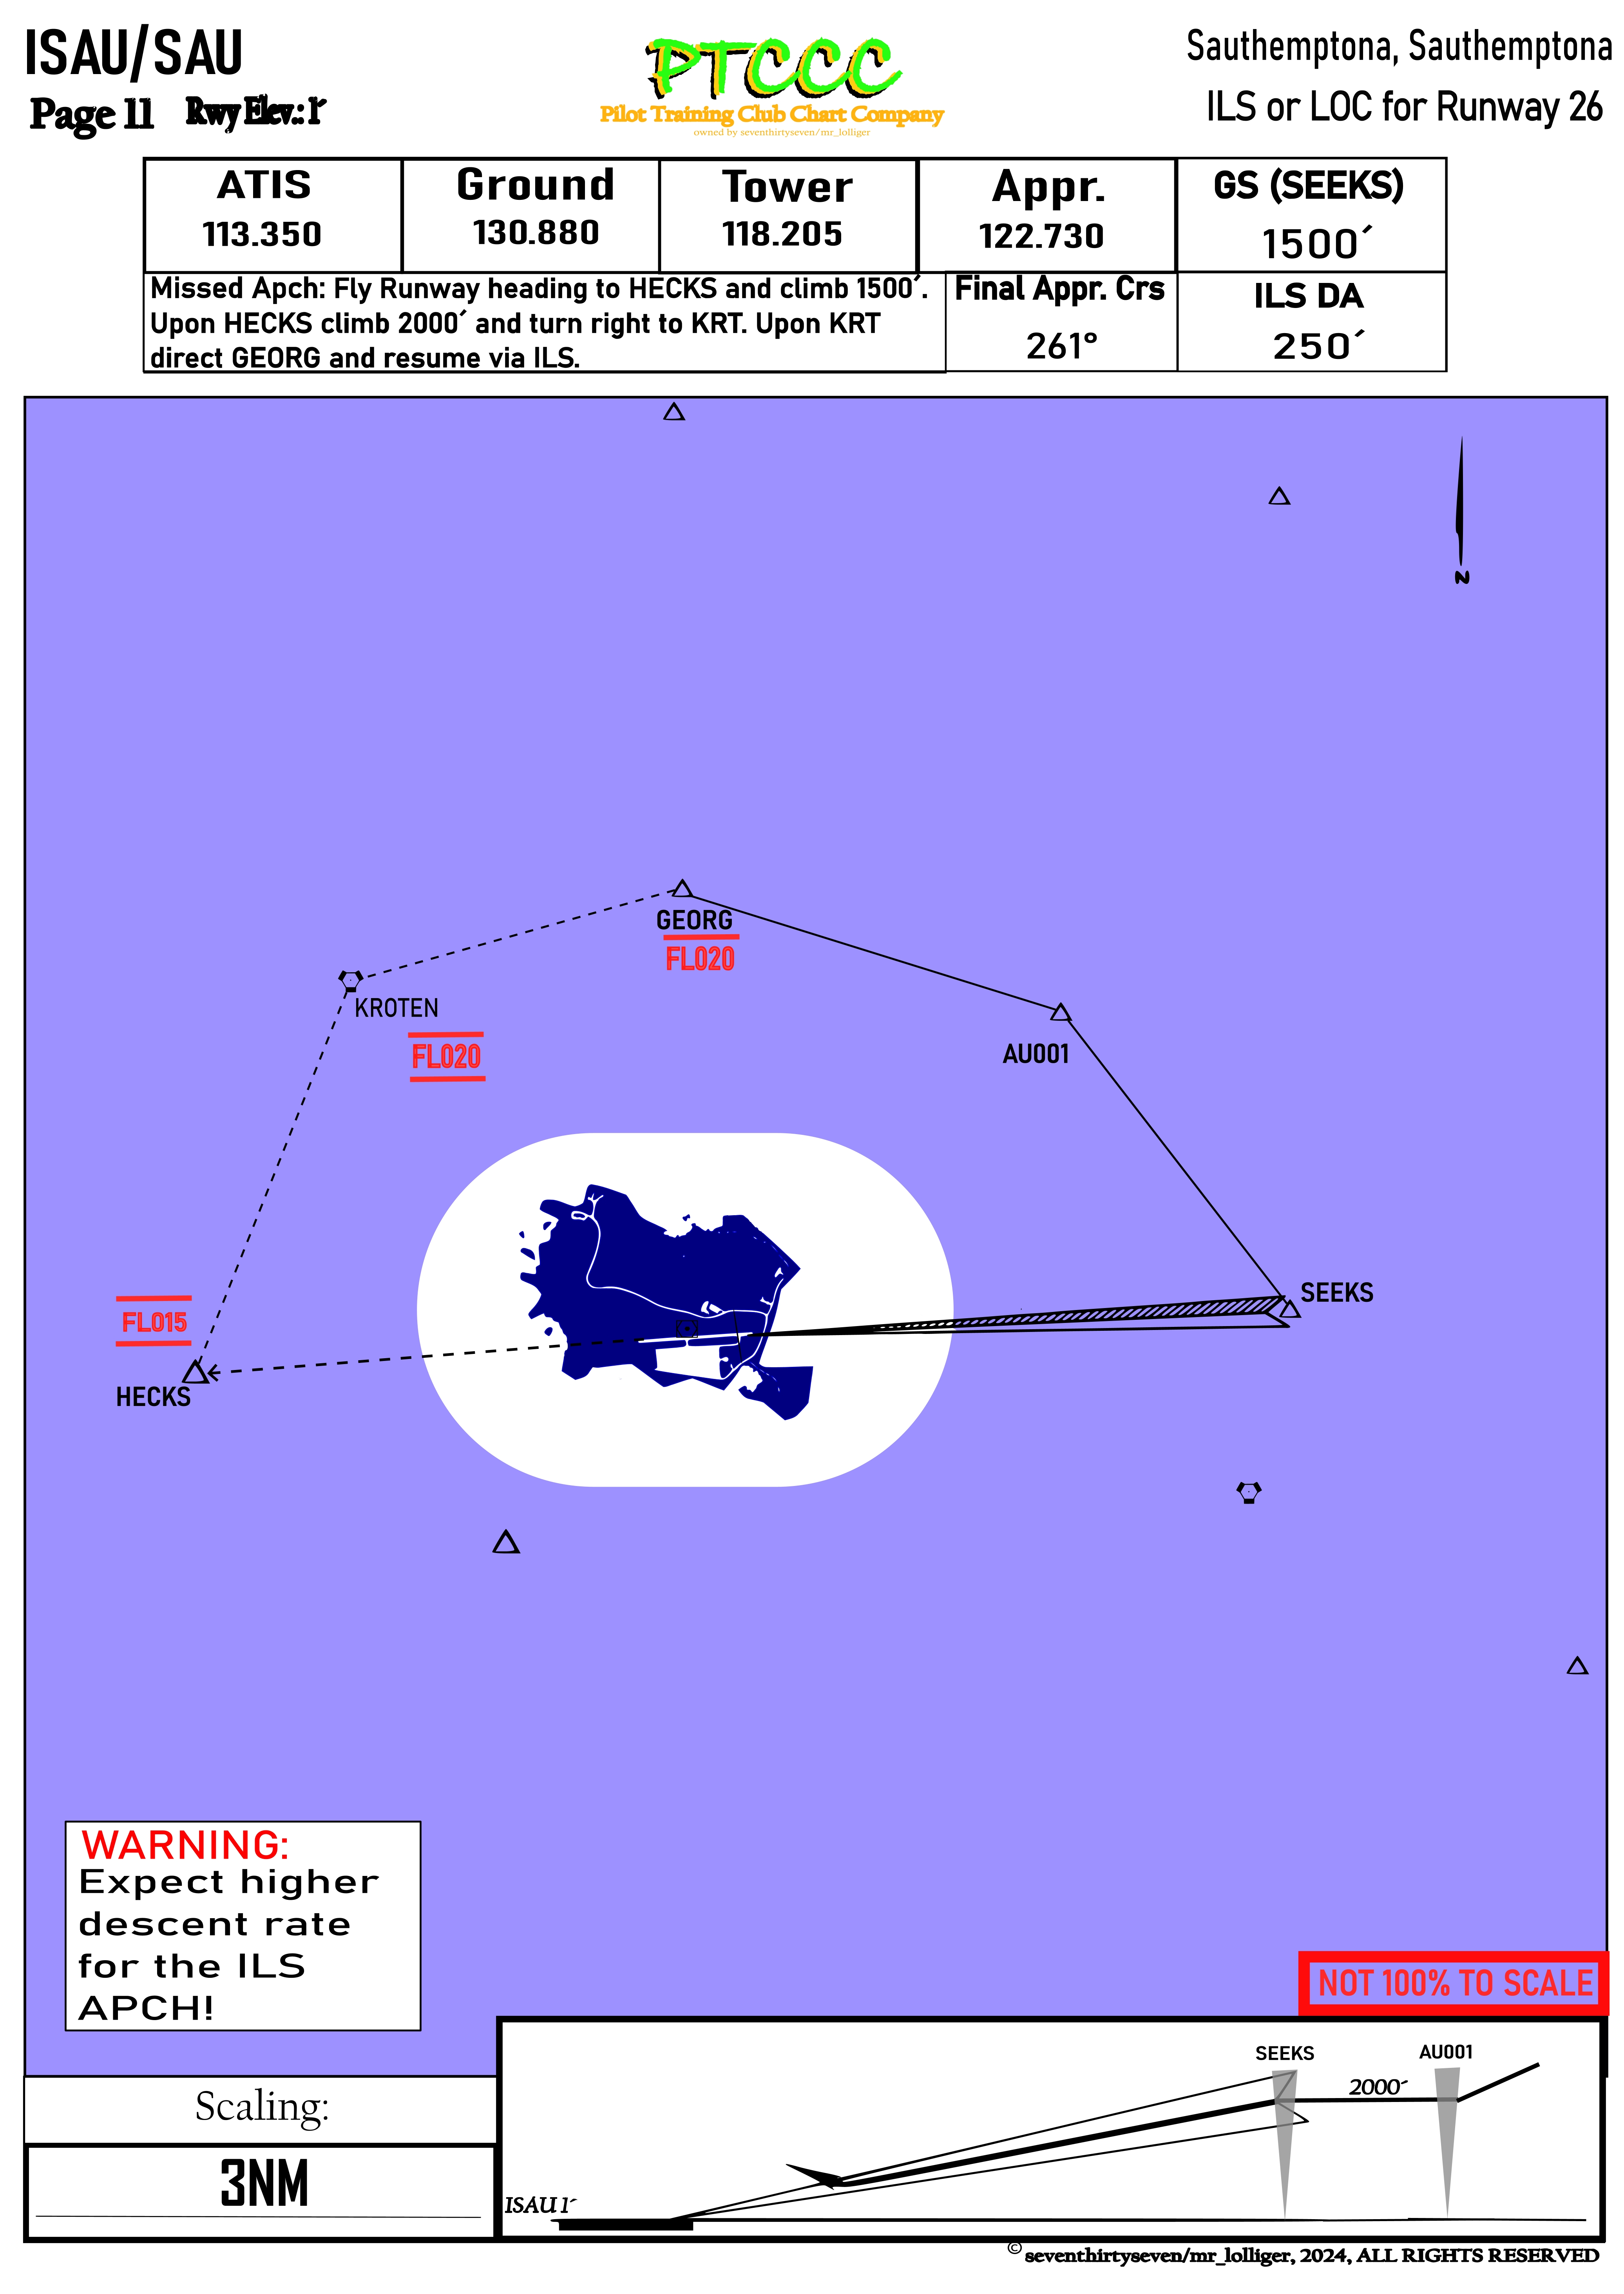 ISAU/SAU
Page 11 Rwy Elev.: 1´
PTCCC
Pilot Training Club Chart Company
owned by seventhirtyseven/mr_lolliger
Sauthemptona, Sauthemptona
ILS or LOC for Runway 26
ATIS
113.350
Ground
130.880
Tower
118.205
Appr.
122.730
GS (SEEKS)
1500´
Missed Apch: Fly Runway heading to HECKS and climb 1500´.
Upon HECKS climb 2000´ and turn right to KRT. Upon KRT
direct GEORG and resume via ILS.
Final Appr. Crs
261°
ILS DA
250´
N
GEORG
FL020
KROTEN
FL020
AU001
SEEKS
FL015
HECKS
WARNING:
Expect higher
descent rate
for the ILS
APCH!
NOT 100% TO SCALE
Scaling:
3NM
SEEKS
AU001
2000´
ISAU 1´
© seventhirtyseven/mr_lolliger, 2024, ALL RIGHTS RESERVED